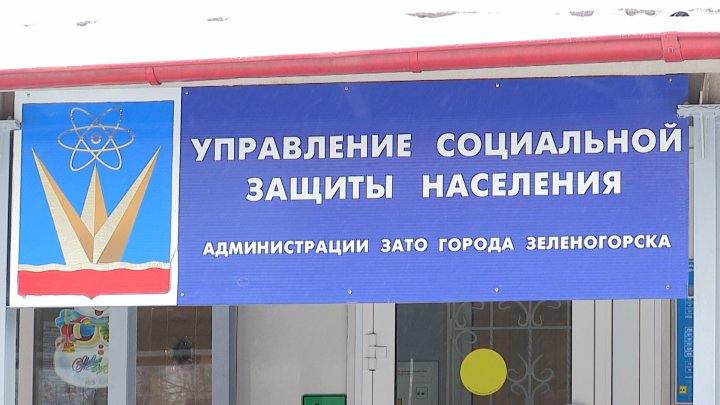 УПРАВЛЕНИЕ СОЦИАЛЬНОЙ
ЗАЩИТЫ НАСЕЛЕНИЯ
АДМИНИСТРАЦИИ ЗАТО ГОРОДА ЗЕЛЕНОГОРСКА